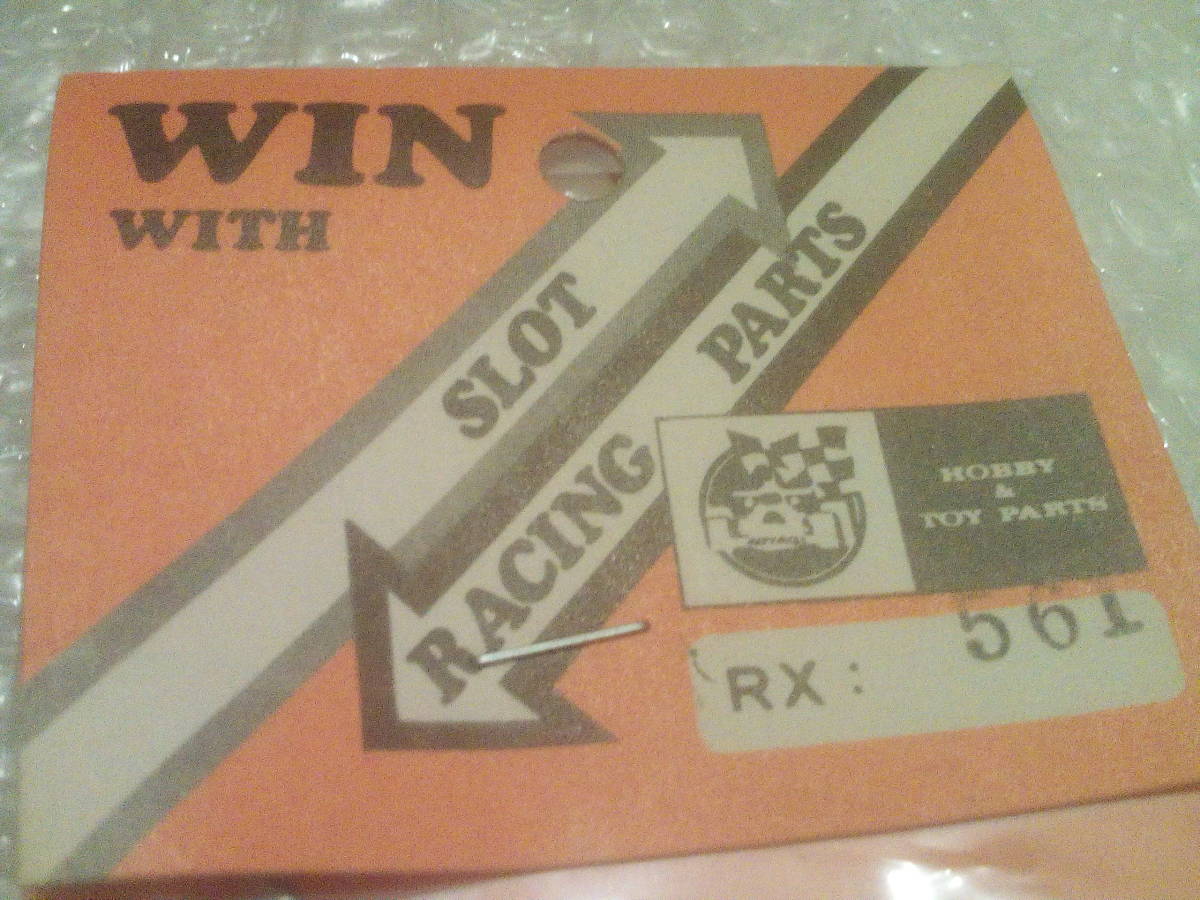 WIN
WITH
SLOT
RACING PARTS
HOBBY
&
TOY PARTS
RX: 561